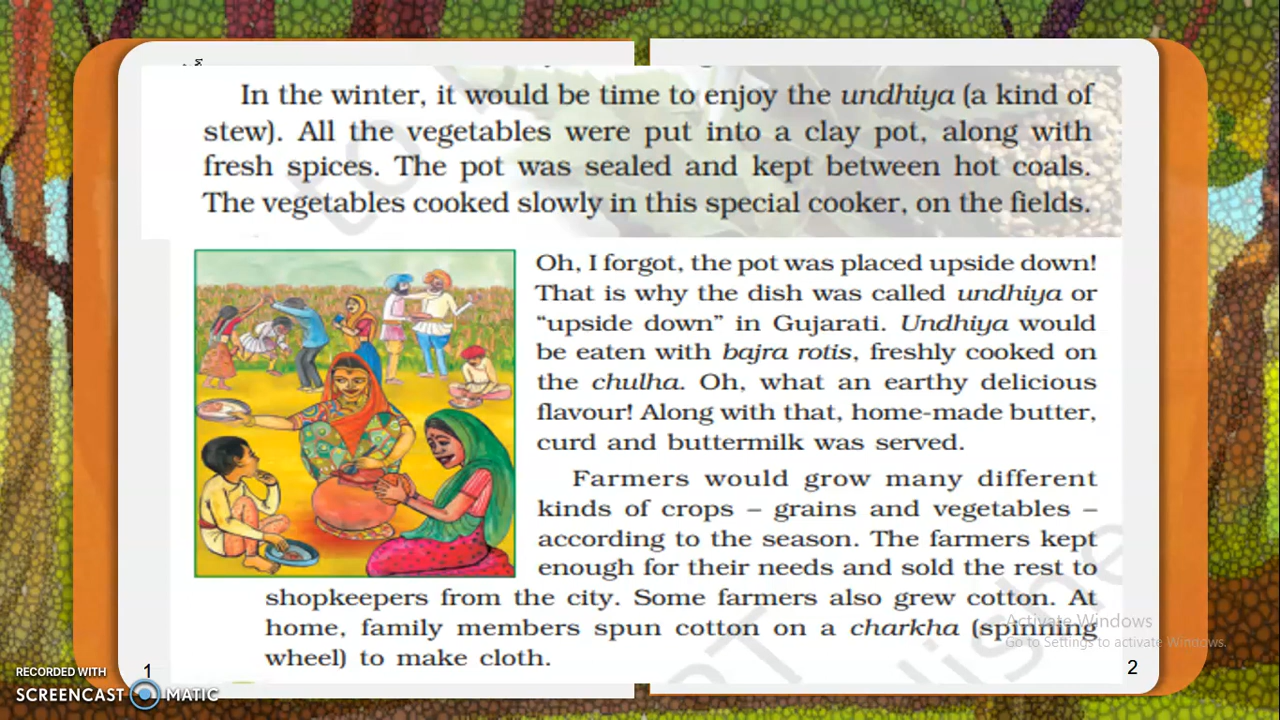 In the winter, it would be time to enjoy the undhiya (a kind of
stew). All the vegetables were put into a clay pot, along with
fresh spices. The pot was sealed and kept between hot coals.
The vegetables cooked slowly in this special cooker, on the fields.
Oh, I forgot, the pot was placed upside down!
That is why the dish was called undhiya or
“upside down” in Gujarati. Undhiya would
be eaten with bajra rotis, freshly cooked on
the chulha. Oh, what an earthy delicious
flavour! Along with that, home-made butter,
curd and buttermilk was served.
Farmers would grow many different
kinds of crops – grains and vegetables –
according to the season. The farmers kept
enough for their needs and sold the rest to
shopkeepers from the city. Some farmers also grew cotton. At
home, family members spun cotton on a charkha (spinning
wheel) to make cloth.
Activate Windows
Go to Settings to activate Windows.
1
2
RECORDED WITH
SCREENCAST MATIC